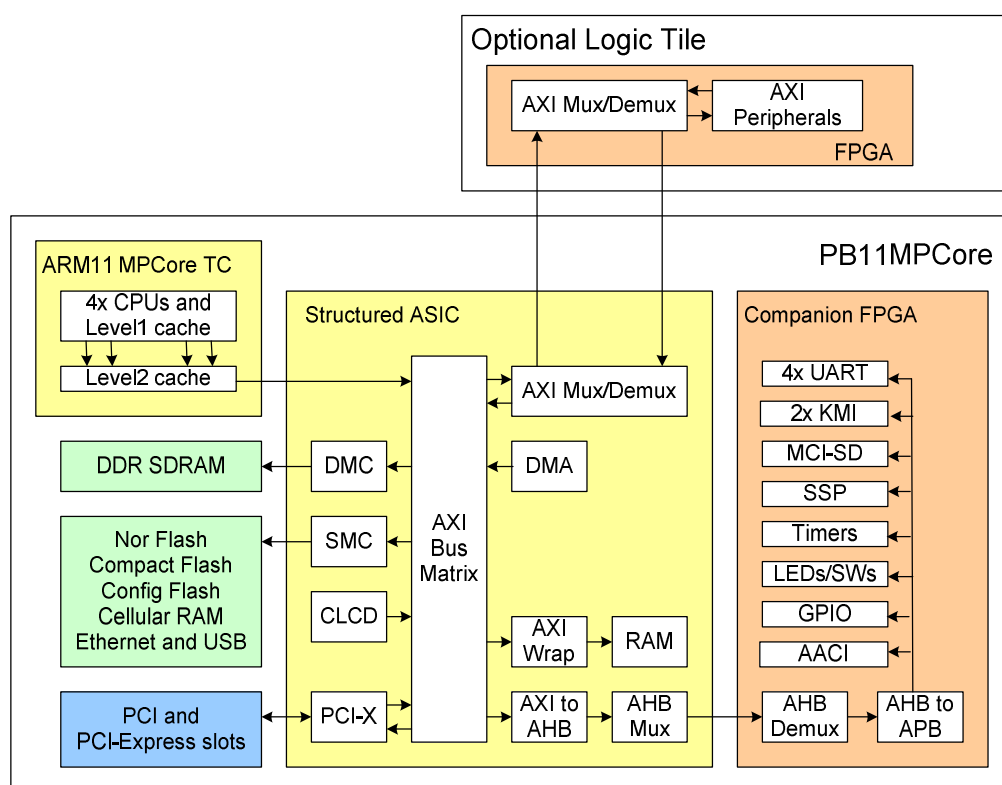 Optional Logic Tile
AXI Mux/Demux
AXI
Peripherals
FPGA
PB11MPCore
ARM11 MPCore TC
4x CPUs and
Level1 cache
Level2 cache
DDR SDRAM
Nor Flash
Compact Flash
Config Flash
Cellular RAM
Ethernet and USB
PCI and
PCI-Express slots
Structured ASIC
AXI Mux/Demux
DMC
DMA
SMC
AXI
Bus
Matrix
CLCD
AXI
Wrap
RAM
PCI-X
AXI to
AHB
AHB
Mux
Companion FPGA
4x UART
2x KMI
MCI-SD
SSP
Timers
LEDs/SWs
GPIO
AACI
AHB
Demux
AHB to
APB